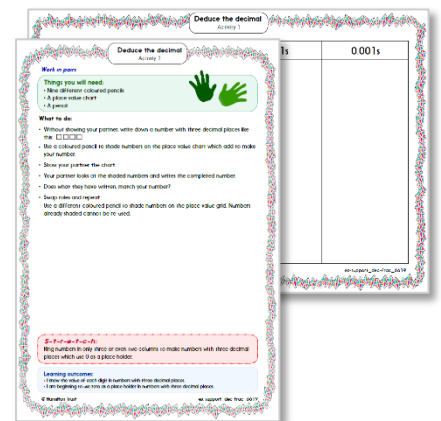 Deduce the decimal
Activity 1
1s
0.001s
ex-support_dec-frac_6619
Deduce the decimal
Activity 1
Work in pairs
Things you will need:
• Nine different coloured pencils
• A place value chart
• A pencil
What to do:
• Without showing your partner, write down a number with three decimal places like
this: □.□□□
• Use a coloured pencil to shade numbers on the place value chart which add to make
your number.
• Show your partner the chart.
• Your partner looks at the shaded numbers and writes the completed number.
• Does what they have written match your number?
• Swap roles and repeat.
Use a different coloured pencil to shade numbers on the place value grid. Numbers
already shaded cannot be re-used.
S-t-r-e-t-c-h:
Ring numbers in only three or even two columns to make numbers with three decimal
places which use 0 as a place holder.
Learning outcomes:
• I know the value of each digit in numbers with three decimal places.
• I am beginning to use zero as a place holder in numbers with three decimal places.
© Hamilton Trust
ex-support_dec-frac_6619